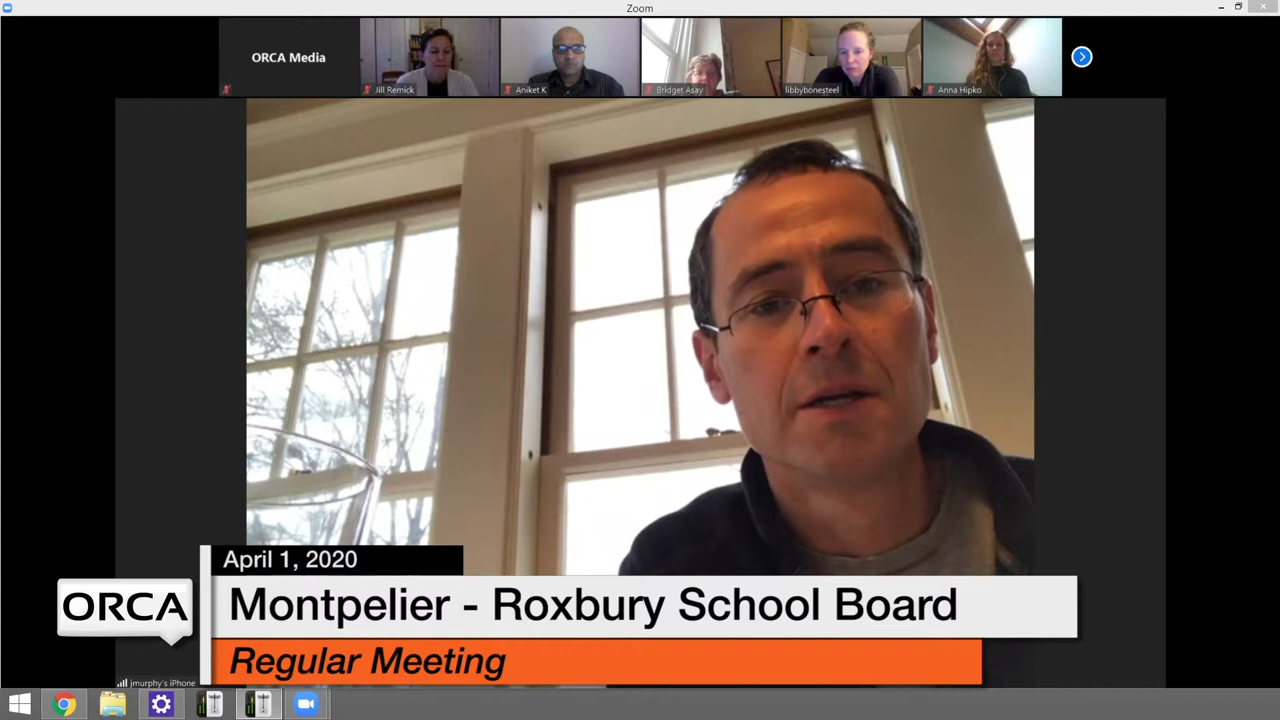 Zoom
ORCA Media
Jill Remick
Aniket K
Bridget Asay
libbybonesteel
Anna Hipko
April 1, 2020
ORCA
Montpelier - Roxbury School Board
Regular Meeting
jmurphy's iPhone